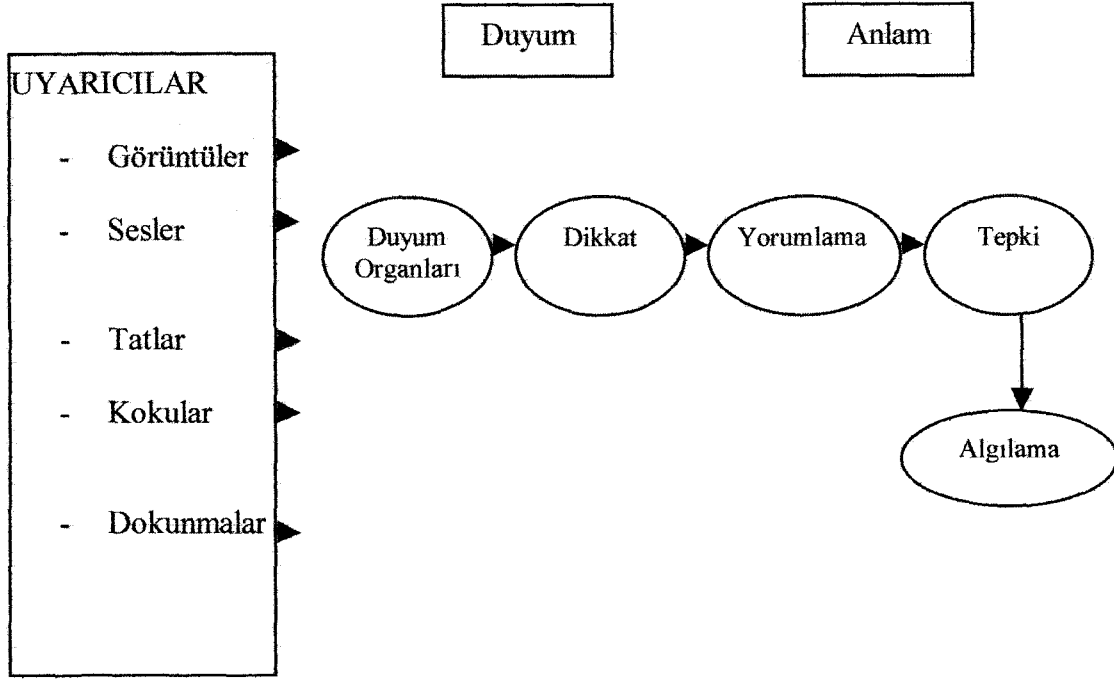 Duyum
Anlam
UYARICILAR
- Görüntüler
- Sesler
- Tatlar
- Kokular
- Dokunmalar
Duyum
Organları
Dikkat
Yorumlama
Tepki
Algılama